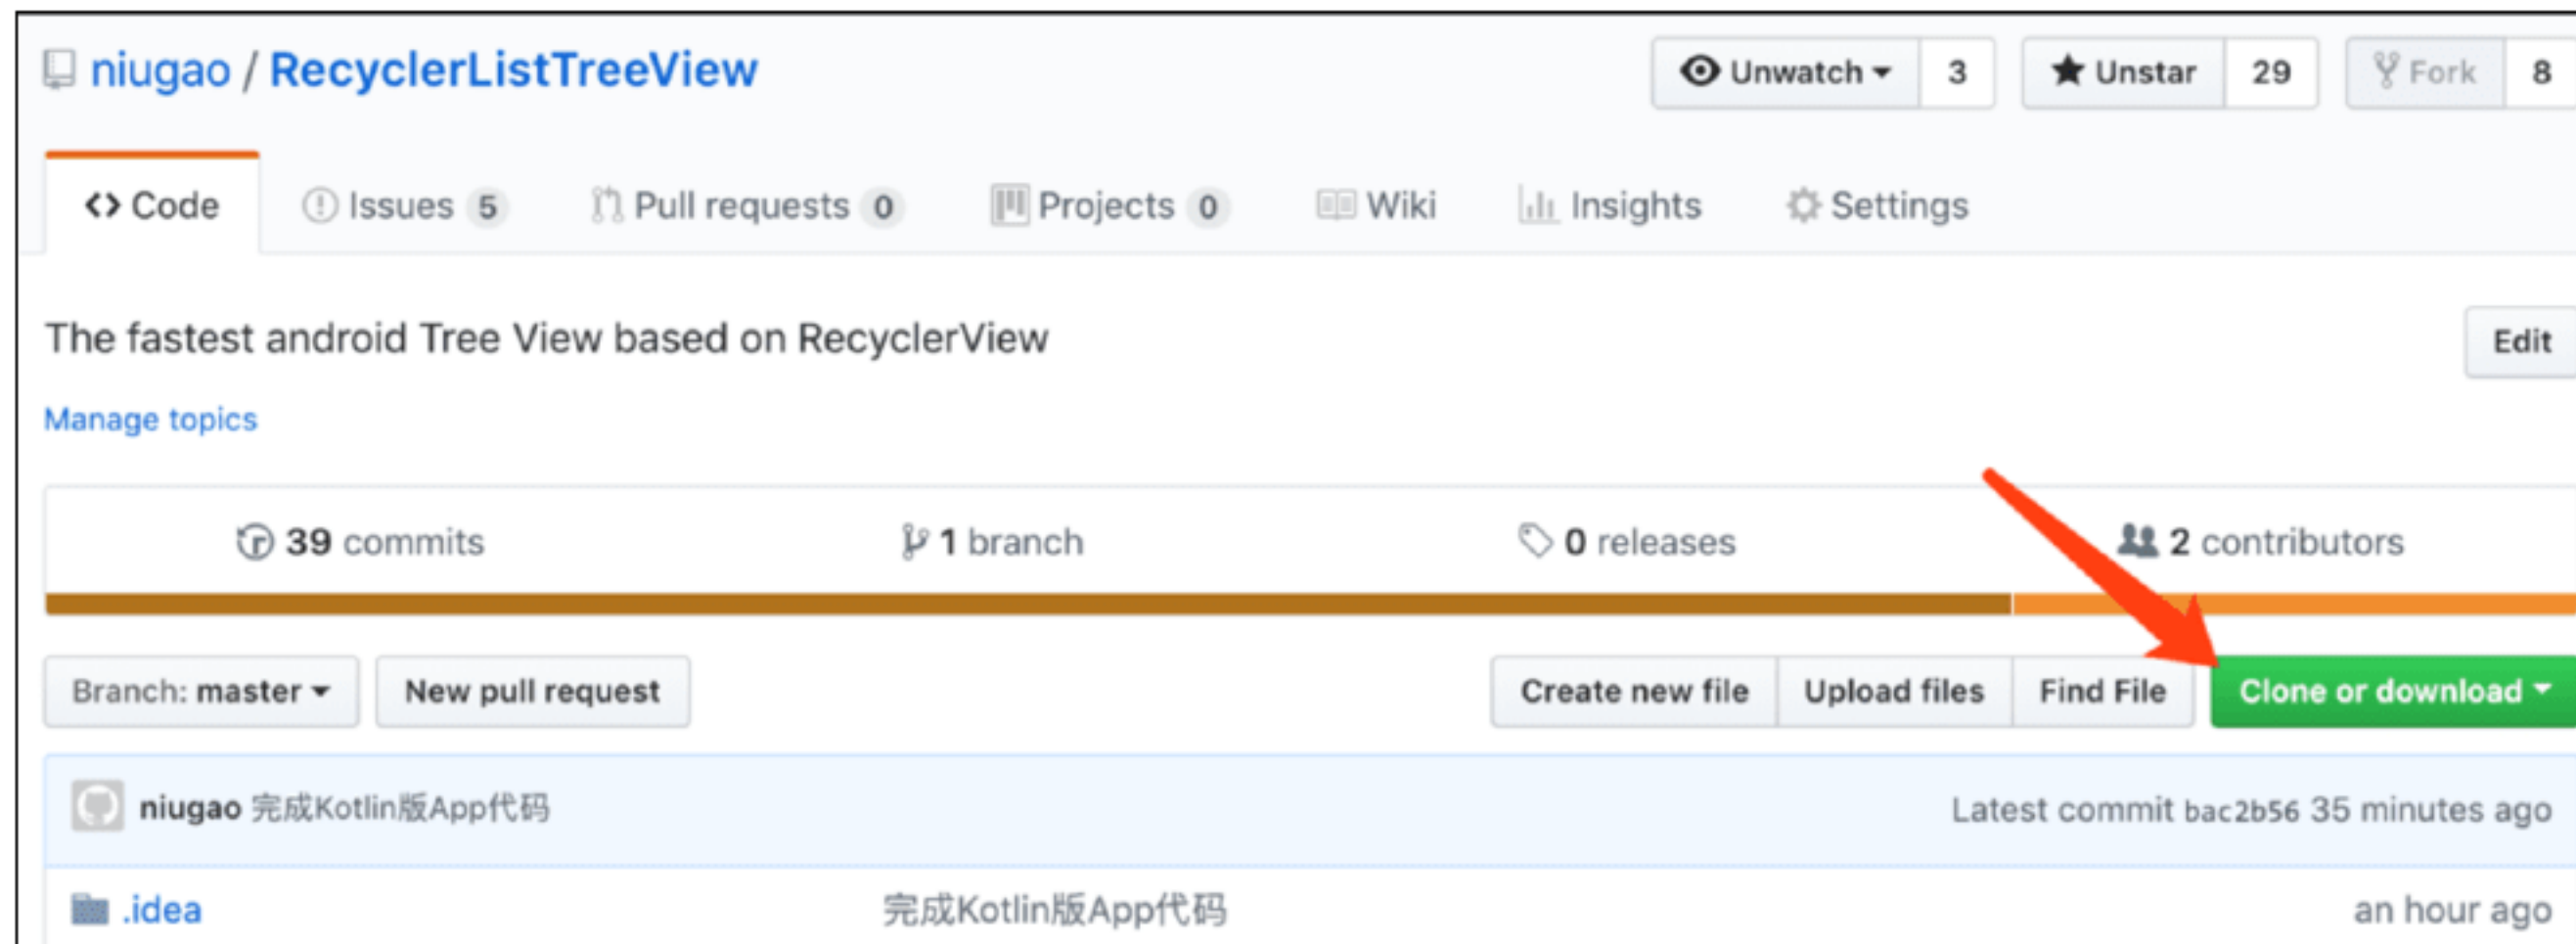 niugao / RecyclerListTreeView Unwatch 3 Unstar 29 Fork 8
Code Issues 5 Pull requests 0 Projects 0 Wiki Insights Settings
The fastest android Tree View based on RecyclerView Edit
Manage topics
39 commits 1 branch 0 releases 2 contributors
Branch: master New pull request Create new file Upload files Find File Clone or download
niugao 完成Kotlin版App代码 Latest commit bac2b56 35 minutes ago
.idea 完成Kotlin版App代码 an hour ago